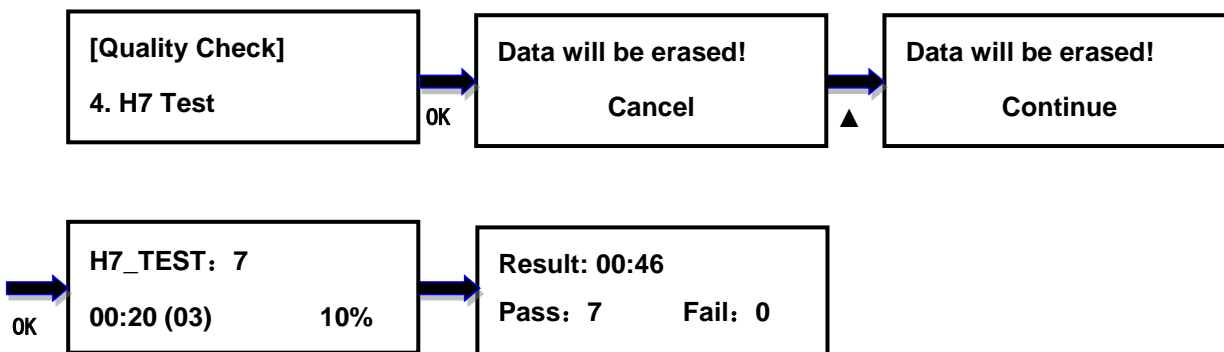 [Quality Check]
4. H7 Test
OK
Data will be erased!
Cancel
▲
Data will be erased!
Continue
OK
H7_TEST：7
00:20 (03) 10%
Result: 00:46
Pass：7 Fail：0